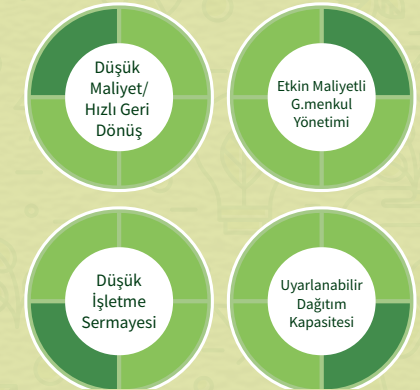 Düşük
Maliyet/
Hızlı Geri
Dönüş
Etkin Maliyetli
G.menkul
Yönetimi
Düşük
İşletme
Sermayesi
Uyarlanabilir
Dağıtım
Kapasitesi